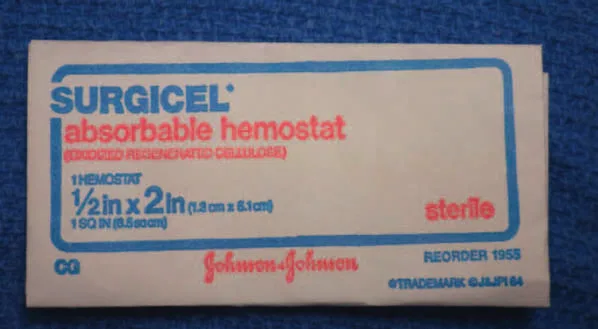 SURGICEL*
absorbable hemostat
(OXIDIZED REGENERATED CELLULOSE)
1 HEMOSTAT
1/2 in x 2 in (1.3 cm x 5.1 cm)
1 SQ IN (6.5 sq cm)
sterile
CG
Johnson & Johnson
REORDER 1955
*TRADEMARK ©J&JPI 84